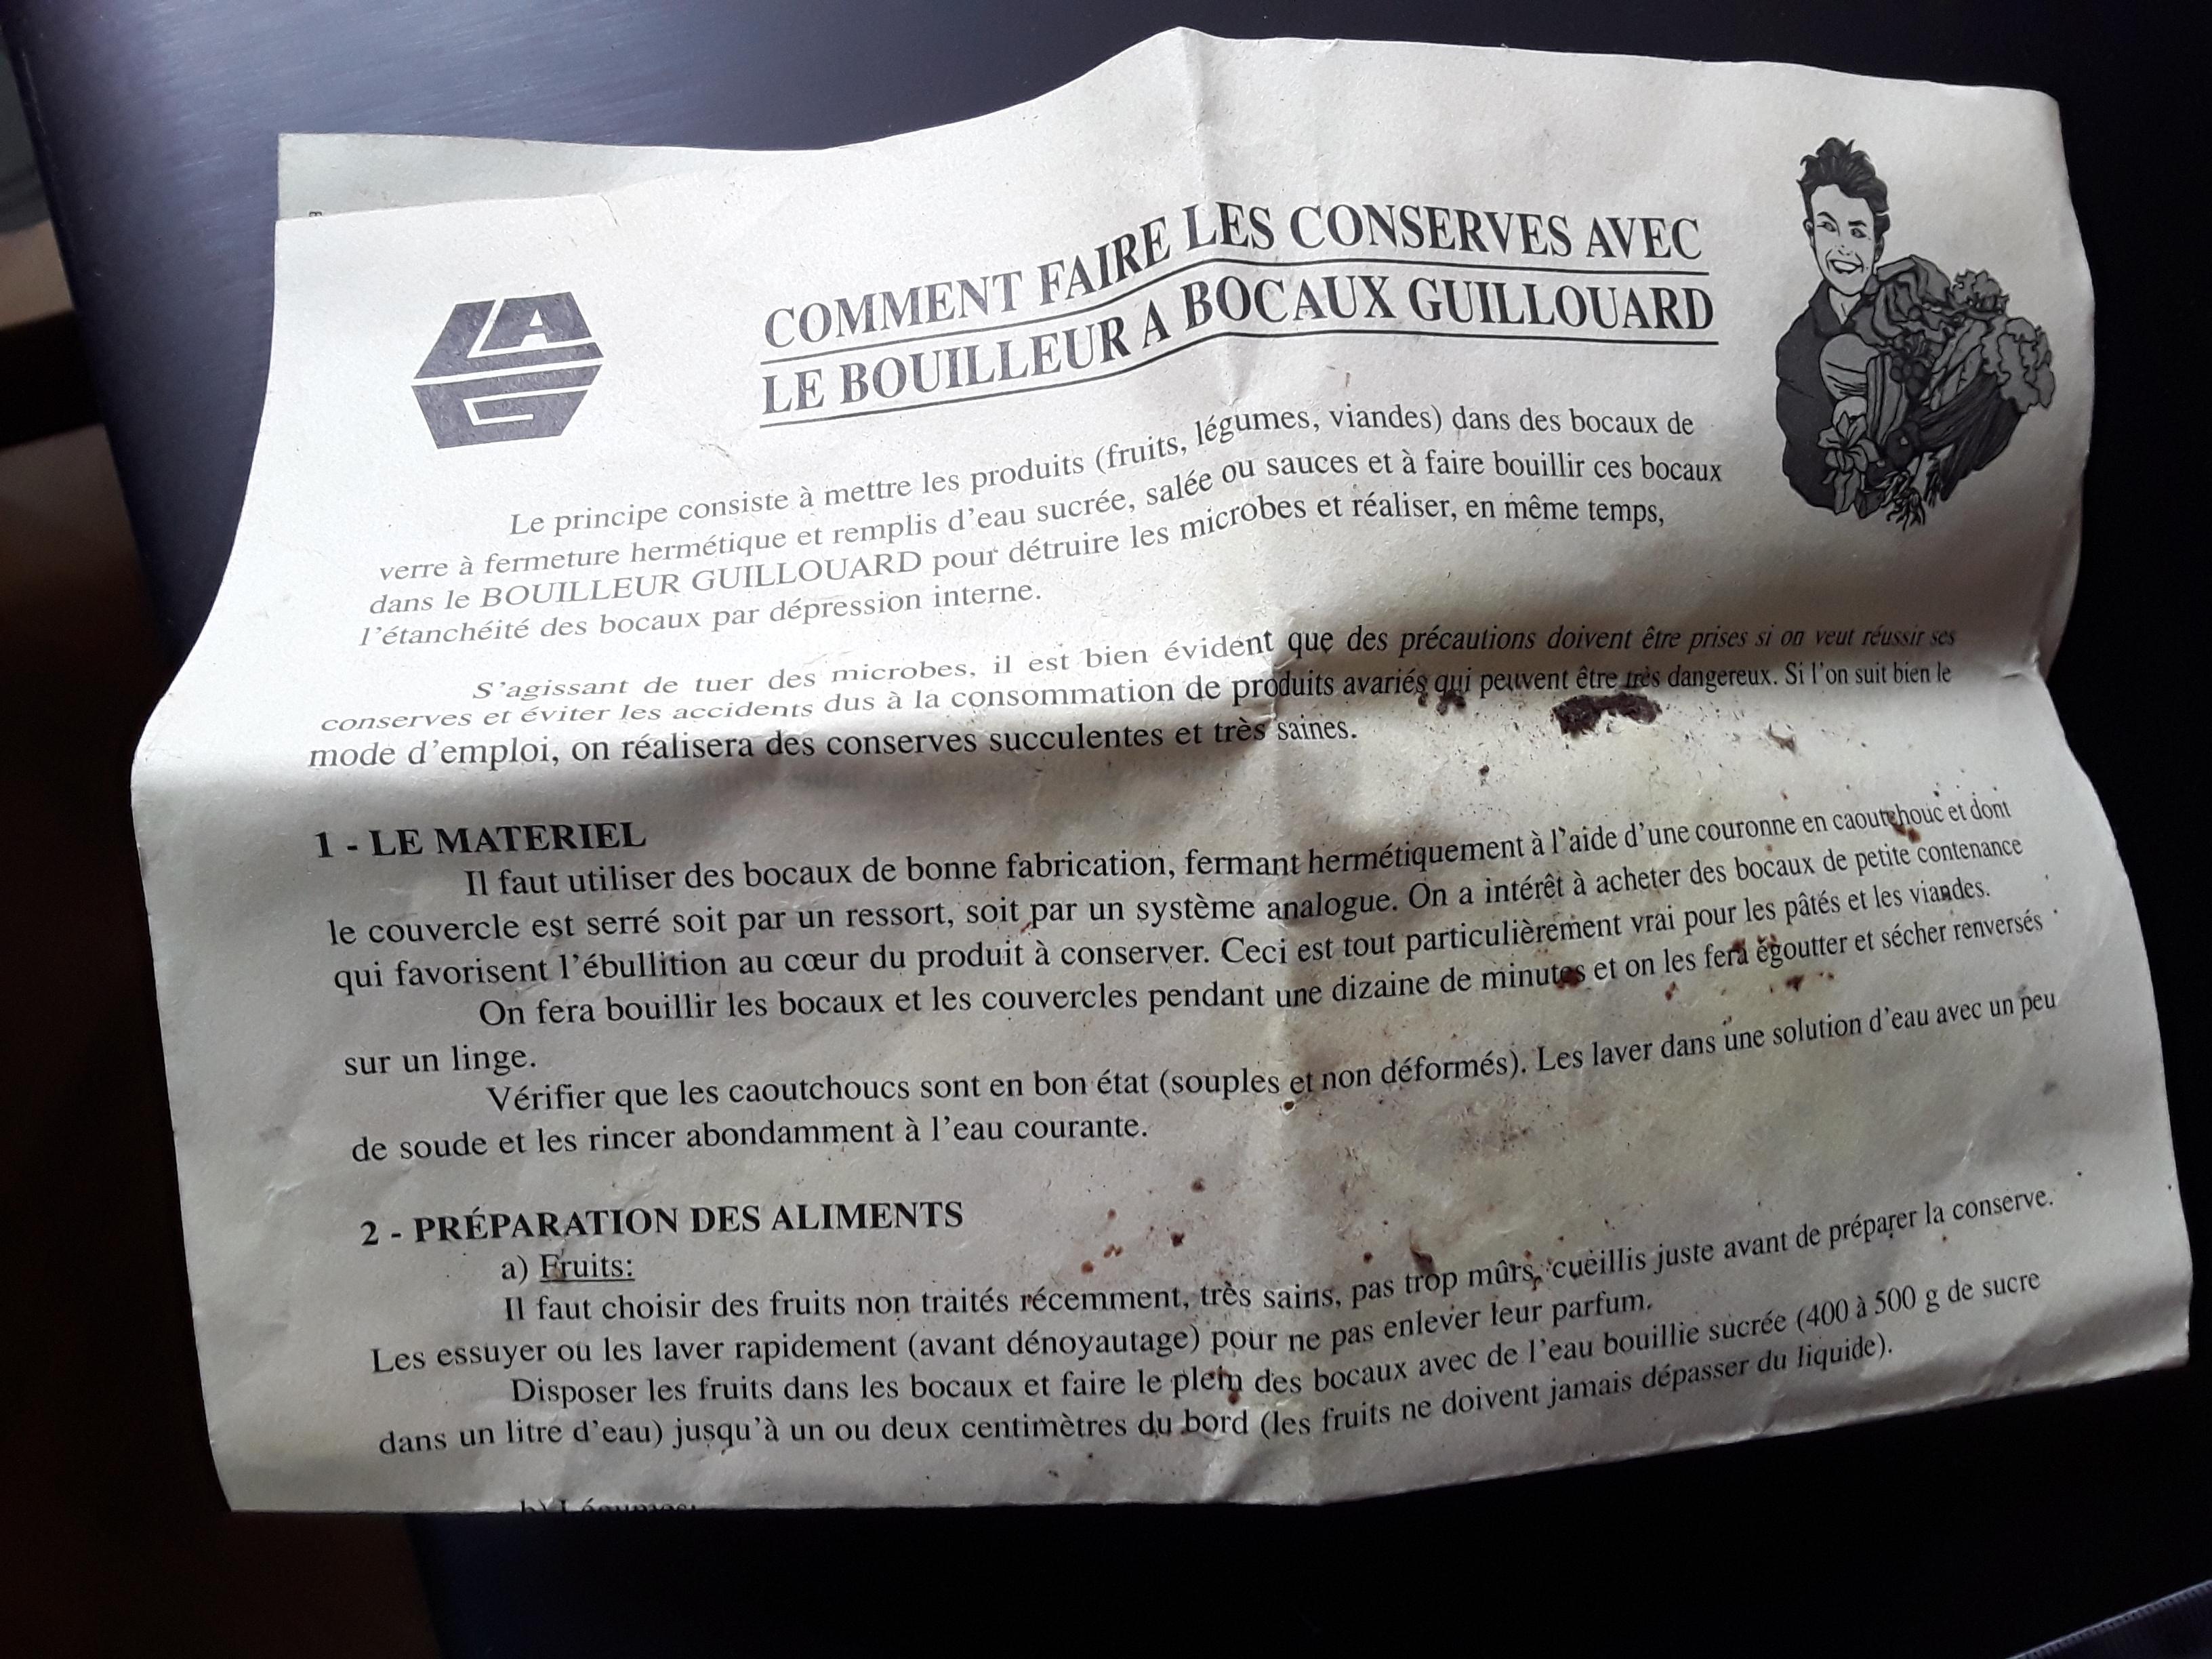 LAG
COMMENT FAIRE LES CONSERVES AVEC
LE BOUILLEUR A BOCAUX GUILLOUARD
Le principe consiste à mettre les produits (fruits, légumes, viandes) dans des bocaux de
verre à fermeture hermétique et remplis d'eau sucrée, salée ou sauces et à faire bouillir ces bocaux
dans le BOUILLEUR GUILLOUARD pour détruire les microbes et réaliser, en même temps,
l'étanchéité des bocaux par dépression interne.
S'agissant de tuer des microbes, il est bien évident que des précautions doivent être prises si on veut réussir ses
conserves et éviter les accidents dus à la consommation de produits avariés qui peuvent être très dangereux. Si l'on suit bien le
mode d'emploi, on réalisera des conserves succulentes et très saines.
1 - LE MATERIEL
Il faut utiliser des bocaux de bonne fabrication, fermant hermétiquement à l'aide d'une couronne en caoutchouc et dont
le couvercle est serré soit par un ressort, soit par un système analogue. On a intérêt à acheter des bocaux de petite contenance
qui favorisent l'ébullition au cœur du produit à conserver. Ceci est tout particulièrement vrai pour les pâtés et les viandes.
On fera bouillir les bocaux et les couvercles pendant une dizaine de minutes et on les fera égoutter et sécher renversés
sur un linge.
Vérifier que les caoutchoucs sont en bon état (souples et non déformés). Les laver dans une solution d'eau avec un peu
de soude et les rincer abondamment à l'eau courante.
2 - PRÉPARATION DES ALIMENTS
a) Fruits:
Il faut choisir des fruits non traités récemment, très sains, pas trop mûrs, cueillis juste avant de préparer la conserve.
Les essuyer ou les laver rapidement (avant dénoyautage) pour ne pas enlever leur parfum.
Disposer les fruits dans les bocaux et faire le plein des bocaux avec de l'eau bouillie sucrée (400 à 500 g de sucre
dans un litre d'eau) jusqu'à un ou deux centimètres du bord (les fruits ne doivent jamais dépasser du liquide).
b) Légumes: